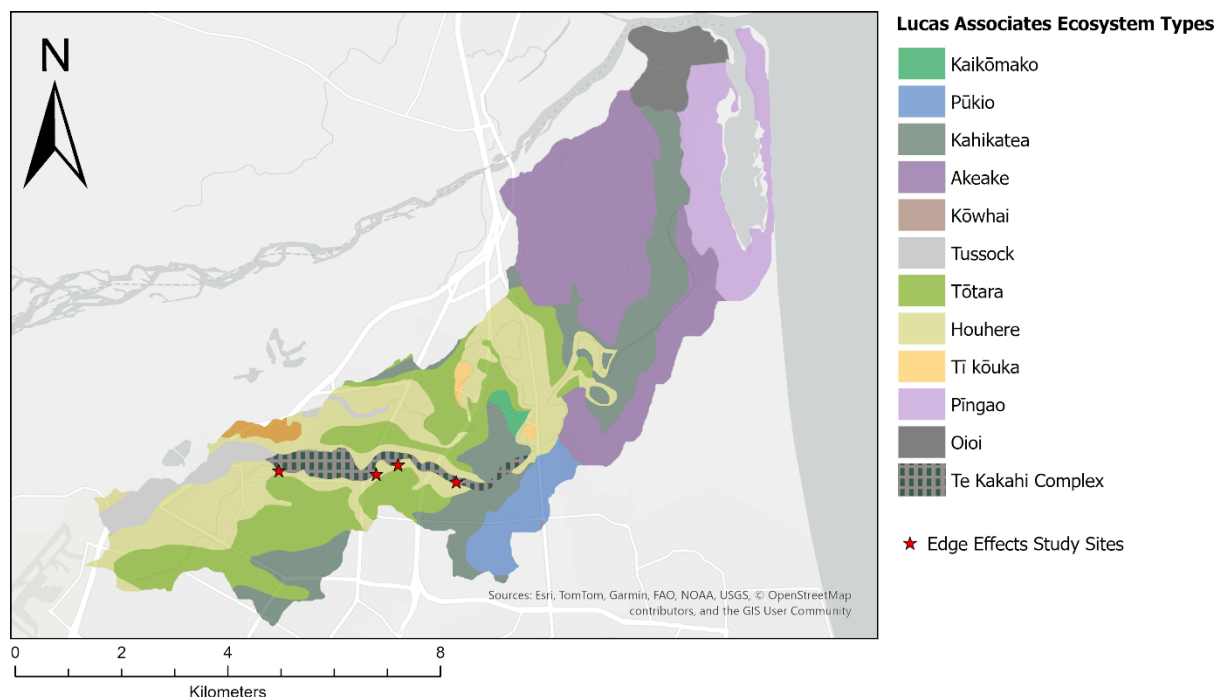 N
Lucas Associates Ecosystem Types
Kaikōmako
Pūkio
Kahikatea
Akeake
Kōwhai
Tussock
Tōtara
Houhere
Tī kōuka
Pīngao
Oioi
Te Kakahi Complex
Edge Effects Study Sites
Sources: Esri, TomTom, Garmin, FAO, NOAA, USGS, © OpenStreetMap
contributors, and the GIS User Community
0 2 4 8
Kilometers